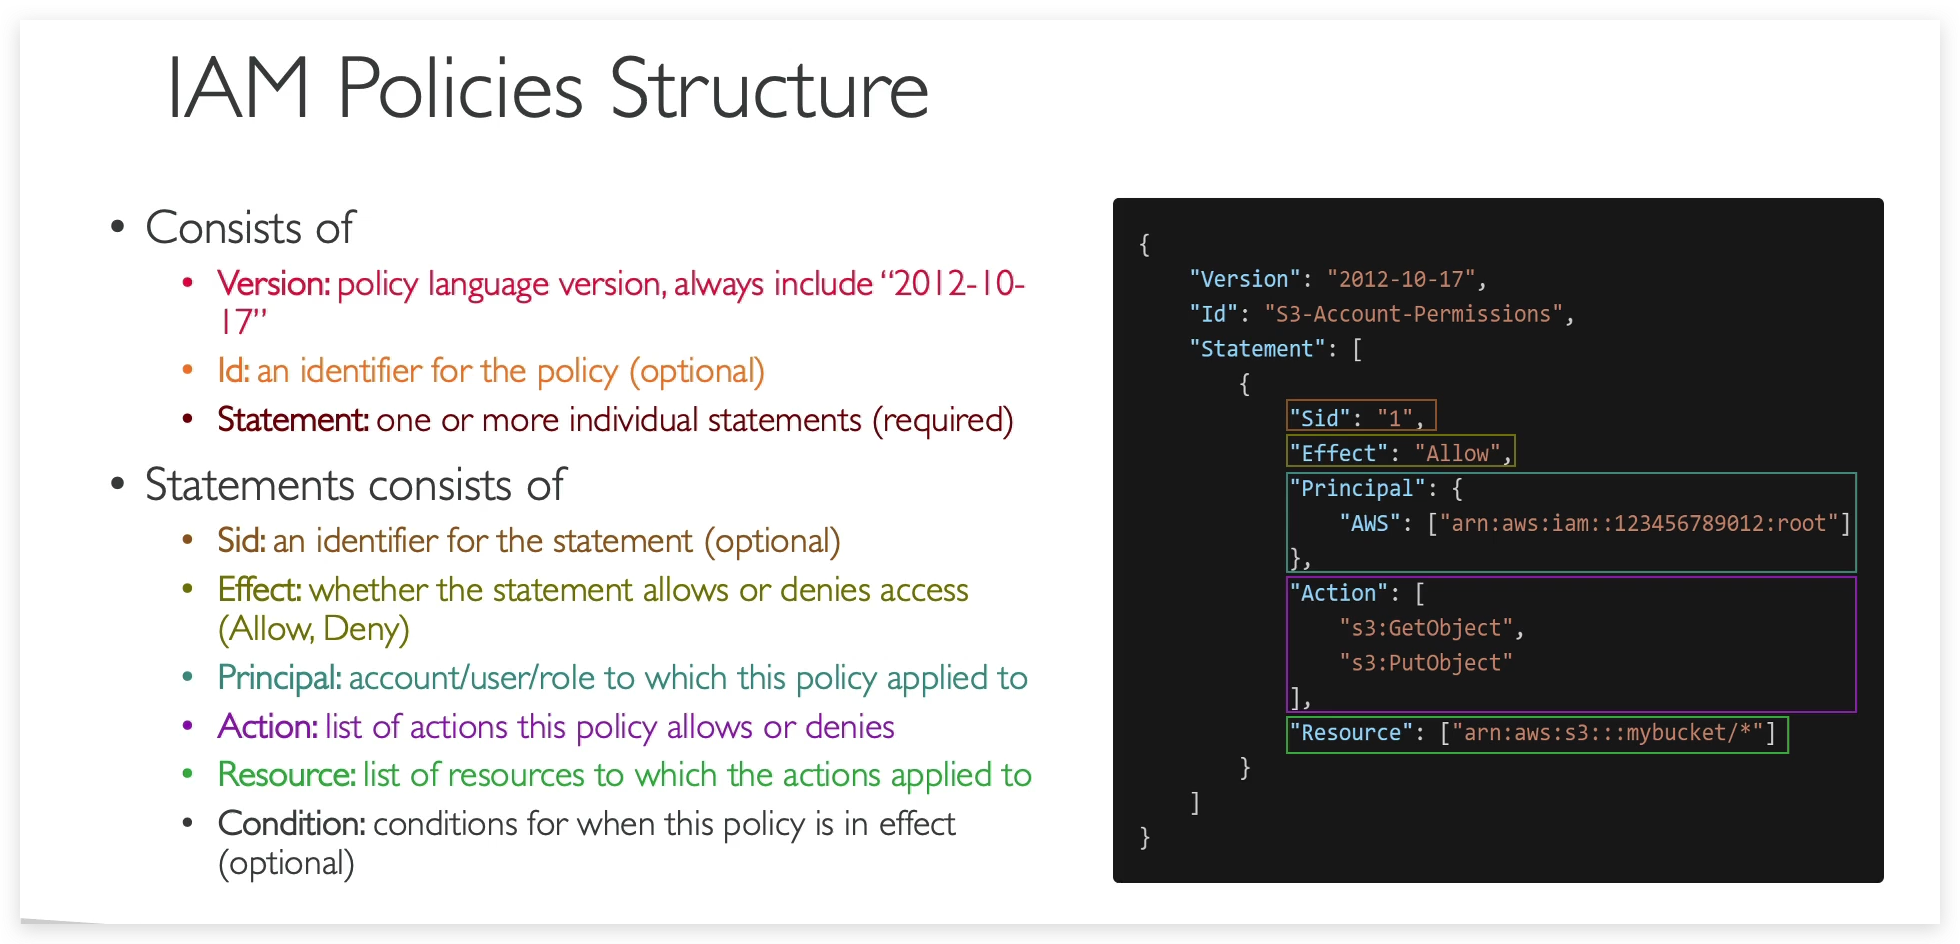 IAM Policies Structure
• Consists of
• Version: policy language version, always include “2012-10-
17”
• Id: an identifier for the policy (optional)
• Statement: one or more individual statements (required)
• Statements consists of
• Sid: an identifier for the statement (optional)
• Effect: whether the statement allows or denies access
(Allow, Deny)
• Principal: account/user/role to which this policy applied to
• Action: list of actions this policy allows or denies
• Resource: list of resources to which the actions applied to
• Condition: conditions for when this policy is in effect
(optional)
{
    "Version": "2012-10-17",
    "Id": "S3-Account-Permissions",
    "Statement": [
        {
            "Sid": "1",
            "Effect": "Allow",
            "Principal": {
                "AWS": ["arn:aws:iam::123456789012:root"]
            },
            "Action": [
                "s3:GetObject",
                "s3:PutObject"
            ],
            "Resource": ["arn:aws:s3:::mybucket/*"]
        }
    ]
}